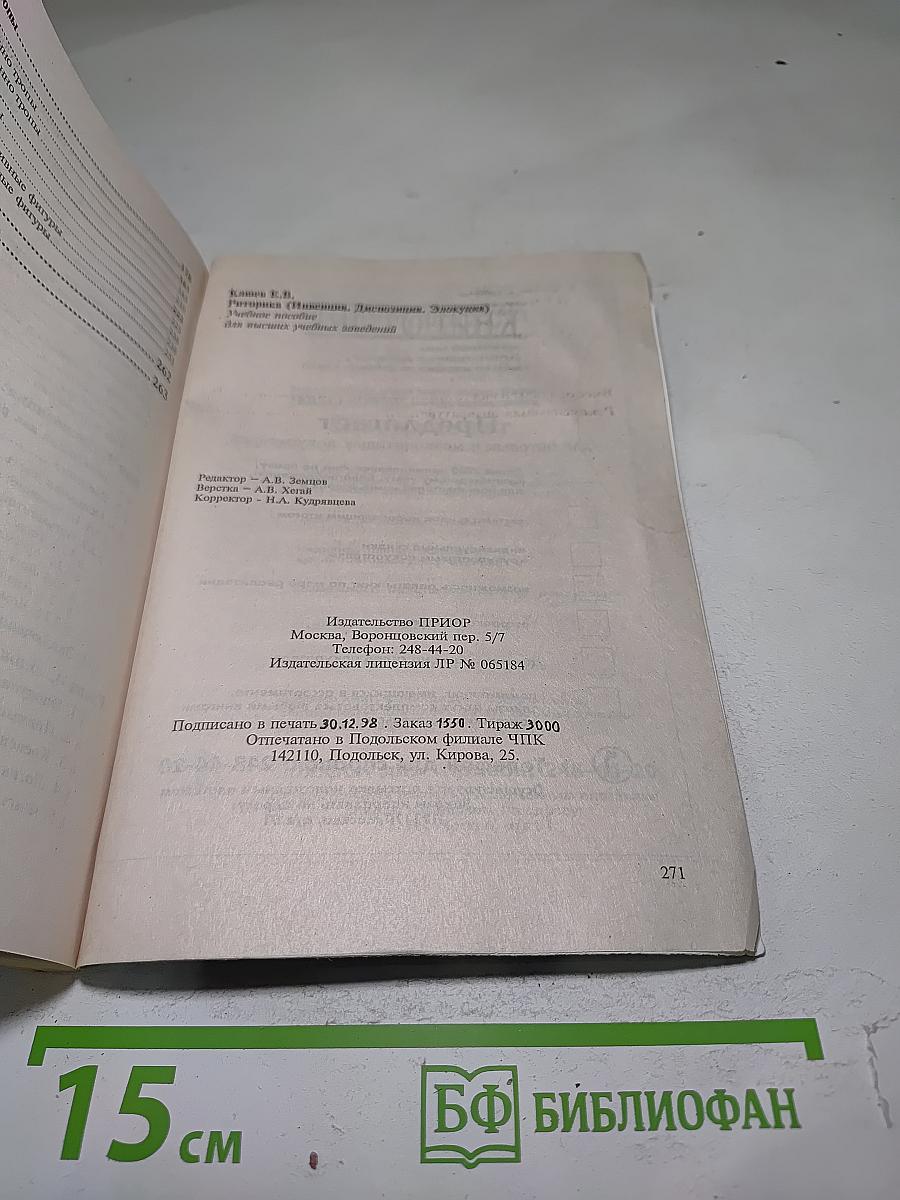 тропы
фигуры
фигуры
262
263
Клюев Е.В.
Риторика (Инвенция. Диспозиция. Элокуция)
Учебное пособие
для высших учебных заведений
Редактор – А.В. Земцов
Верстка – А.В. Хегай
Корректор - Н.А. Кудрявцева
Издательство ПРИОР
Москва, Воронцовский пер. 5/7
Телефон: 248-44-20
Издательская лицензия ЛР № 065184
Подписано в печать 30.12.98 . Заказ 1550. Тираж 3000
Отпечатано в Подольском филиале ЧПК
142110, Подольск, ул. Кирова, 25.
271
15 см
БФ БИБЛИОФАН